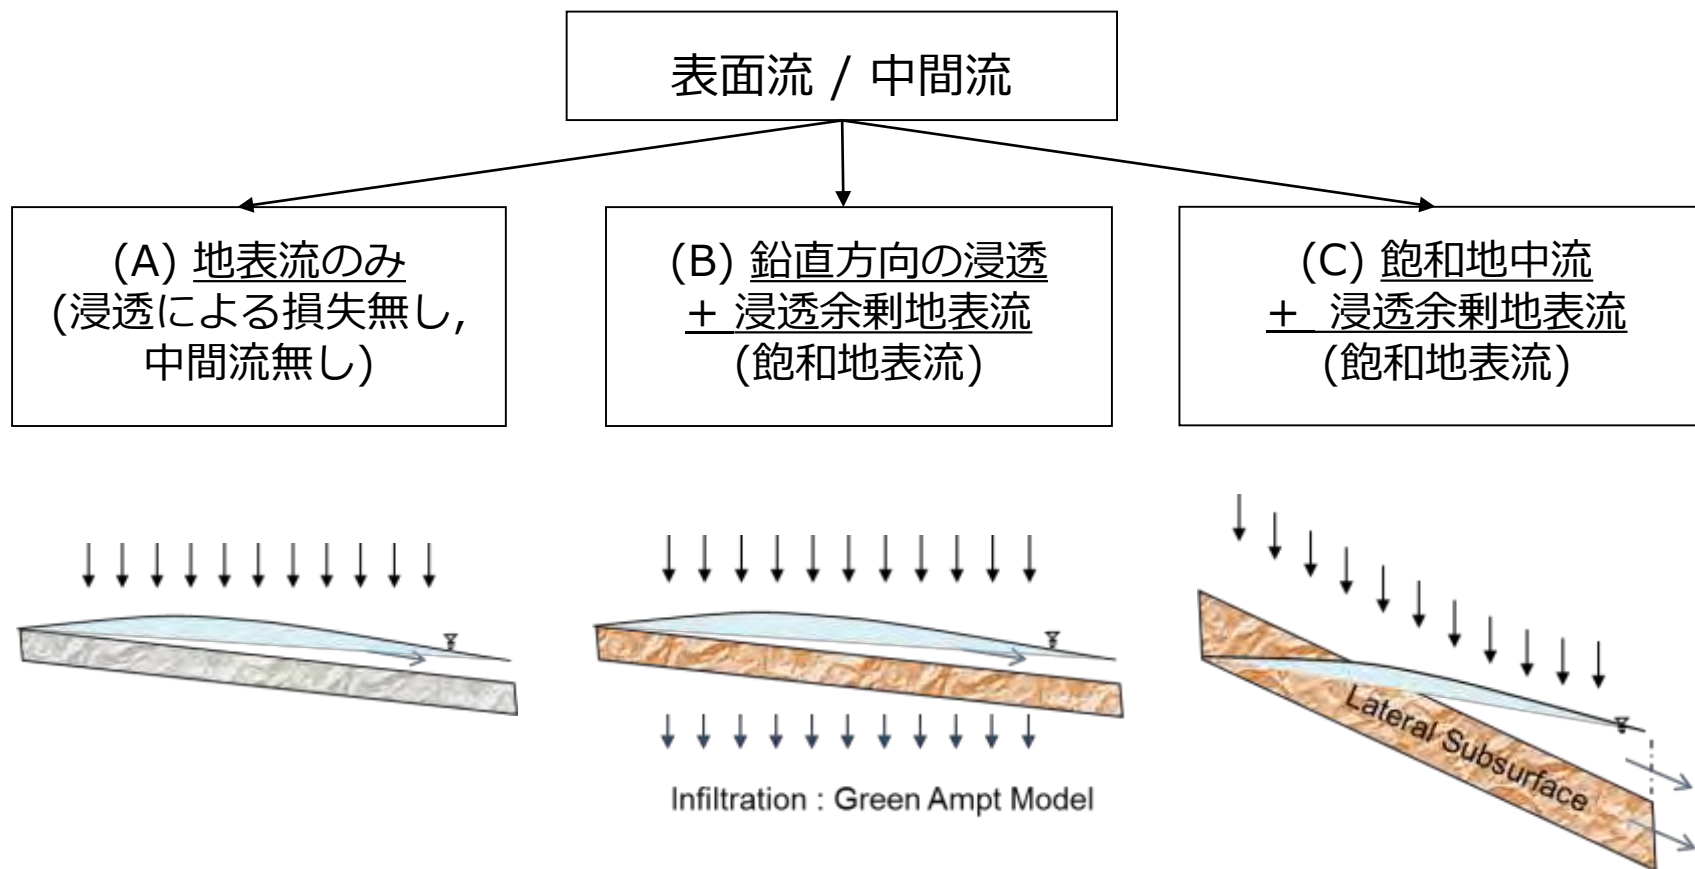 表面流 / 中間流
(A) 地表流のみ
(浸透による損失無し,
中間流無し)
(B) 鉛直方向の浸透
+ 浸透余剰地表流
(飽和地表流)
(C) 飽和地中流
+ 浸透余剰地表流
(飽和地表流)
Infiltration : Green Ampt Model
Lateral Subsurface